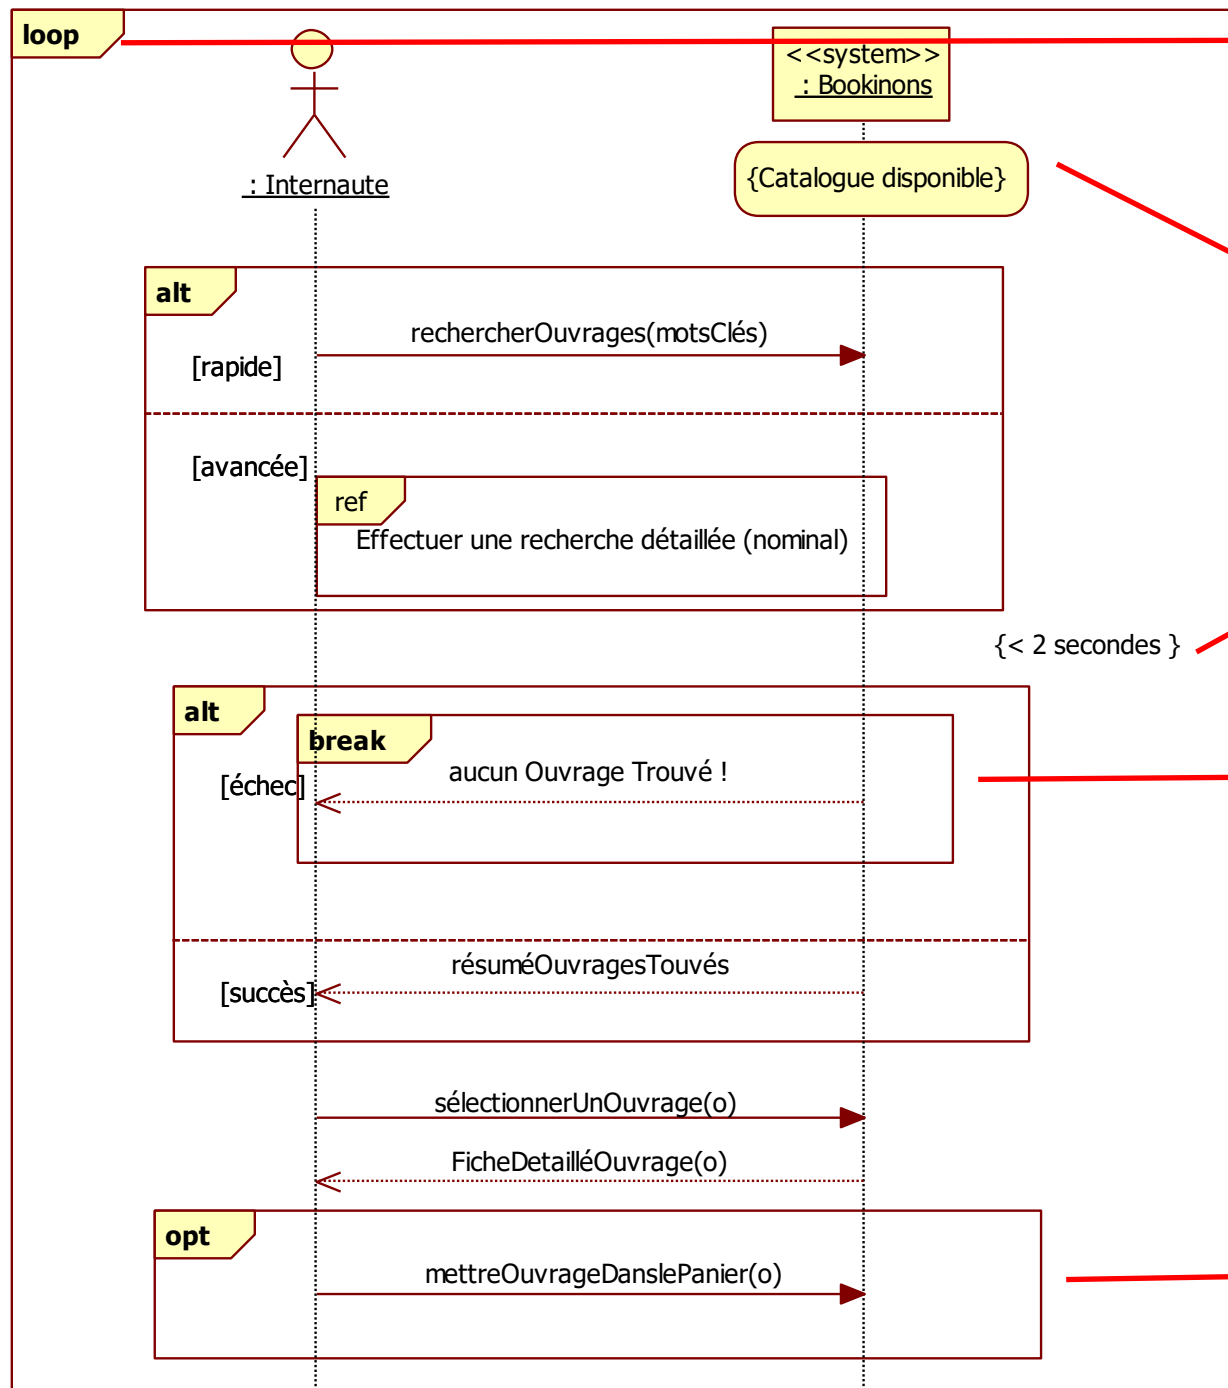 loop
<<system>>
: Bookinons
{Catalogue disponible}
: Internaute
alt
rechercherOuvrages(motsClés)
[rapide]
[avancée]
ref
Effectuer une recherche détaillée (nominal)
{< 2 secondes }
alt
break
aucun Ouvrage Trouvé !
[échec]
résuméOuvragesTouvés
[succès]
sélectionnerUnOuvrage(o)
FicheDetailléOuvrage(o)
opt
mettreOuvrageDanslePanier(o)